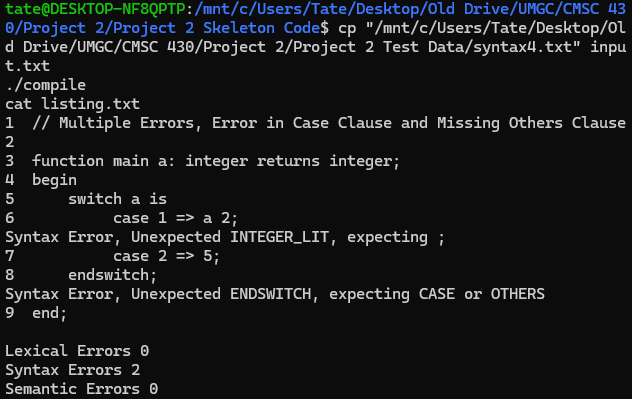 tate@DESKTOP-NF8QPTP:/mnt/c/Users/Tate/Desktop/Old Drive/UMGC/CMSC 43
0/Project 2/Project 2 Skeleton Code$ cp "/mnt/c/Users/Tate/Desktop/Ol
d Drive/UMGC/CMSC 430/Project 2/Project 2 Test Data/syntax4.txt" inpu
t.txt
./compile
cat listing.txt
1  // Multiple Errors, Error in Case Clause and Missing Others Clause
2
3  function main a: integer returns integer;
4  begin
5      switch a is
6          case 1 => a 2;
Syntax Error, Unexpected INTEGER_LIT, expecting ;
7          case 2 => 5;
8      endswitch;
Syntax Error, Unexpected ENDSWITCH, expecting CASE or OTHERS
9  end;

Lexical Errors 0
Syntax Errors 2
Semantic Errors 0